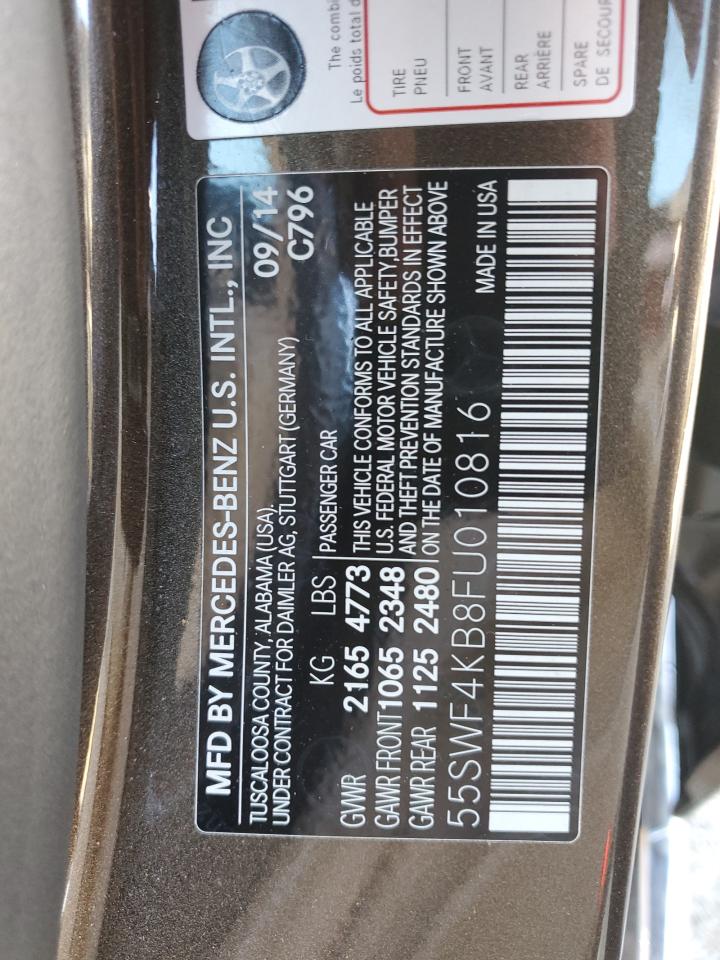 MFD BY MERCEDES-BENZ U.S. INTL., INC
TUSCALOOSA COUNTY, ALABAMA (USA),
UNDER CONTRACT FOR DAIMLER AG, STUTTGART (GERMANY)
09/14
C796
KG LBS PASSENGER CAR
GVWR 2165 4773 THIS VEHICLE CONFORMS TO ALL APPLICABLE
GAWR FRONT 1065 2348 U.S. FEDERAL MOTOR VEHICLE SAFETY,BUMPER
GAWR REAR 1125 2480 AND THEFT PREVENTION STANDARDS IN EFFECT
ON THE DATE OF MANUFACTURE SHOWN ABOVE
55SWF4KB8FU010816 MADE IN USA
The
Le poids total
TIRE
PNEU
FRONT
AVANT
REAR
ARRIÈRE
SPARE
DE